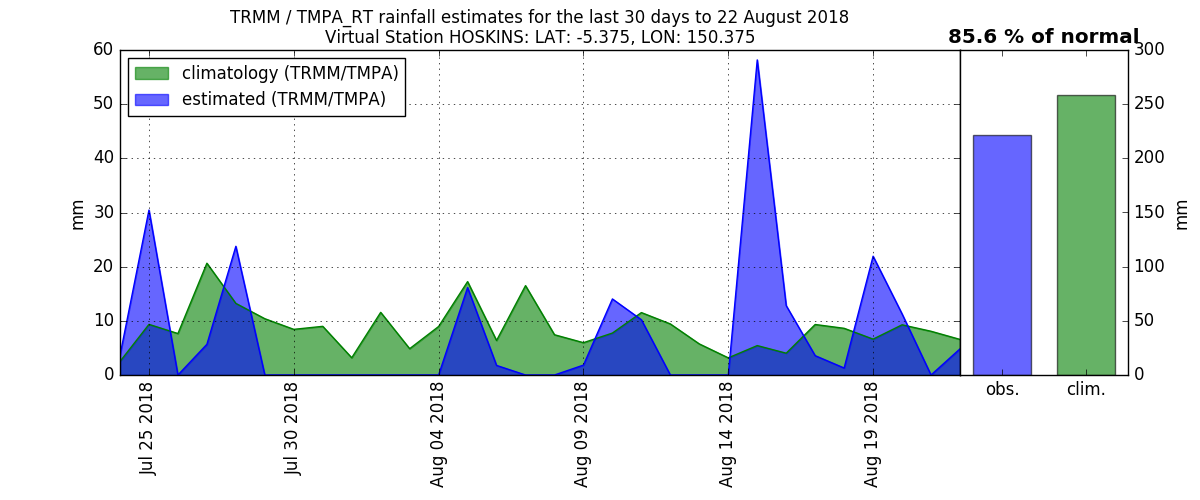 TRMM / TMPA_RT rainfall estimates for the last 30 days to 22 August 2018
Virtual Station HOSKINS: LAT: -5.375, LON: 150.375
85.6 % of normal
climatology (TRMM/TMPA)
estimated (TRMM/TMPA)
60
50
40
30
20
10
0
mm
Jul 25 2018
Jul 30 2018
Aug 04 2018
Aug 09 2018
Aug 14 2018
Aug 19 2018
obs.
clim.
300
250
200
150
100
50
0
mm